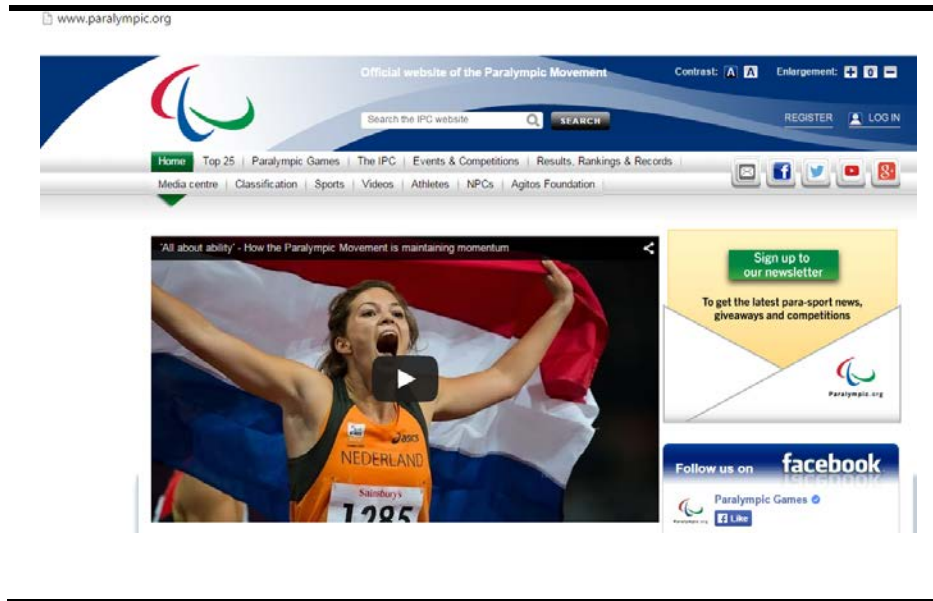 www.paralympic.org
Official website of the Paralympic Movement
Contrast: A A Enlargement: + 0 −
Search the IPC website SEARCH
REGISTER LOG IN
Home Top 25 Paralympic Games The IPC Events & Competitions Results, Rankings & Records
Media centre Classification Sports Videos Athletes NPCs Agitos Foundation
f 8+
'All about ability' - How the Paralympic Movement is maintaining momentum
asics
NEDERLAND
Sainsbury's
1285
Sign up to
our newsletter
To get the latest para-sport news,
giveaways and competitions
Paralympic.org
Follow us on facebook
Paralympic Games
Paralympic.org
f Like